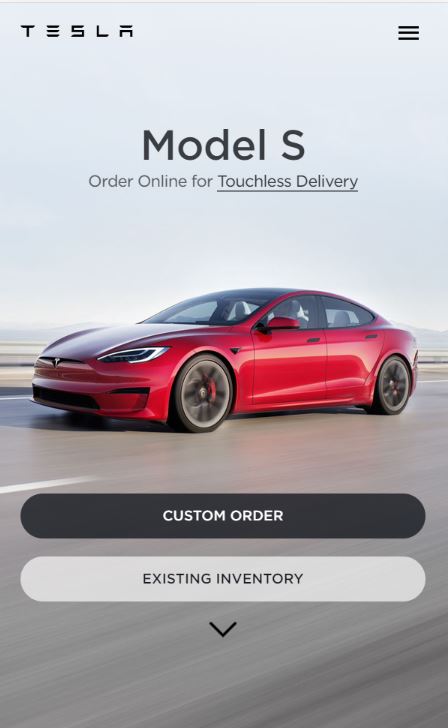 TESLA
Model S
Order Online for Touchless Delivery
CUSTOM ORDER
EXISTING INVENTORY